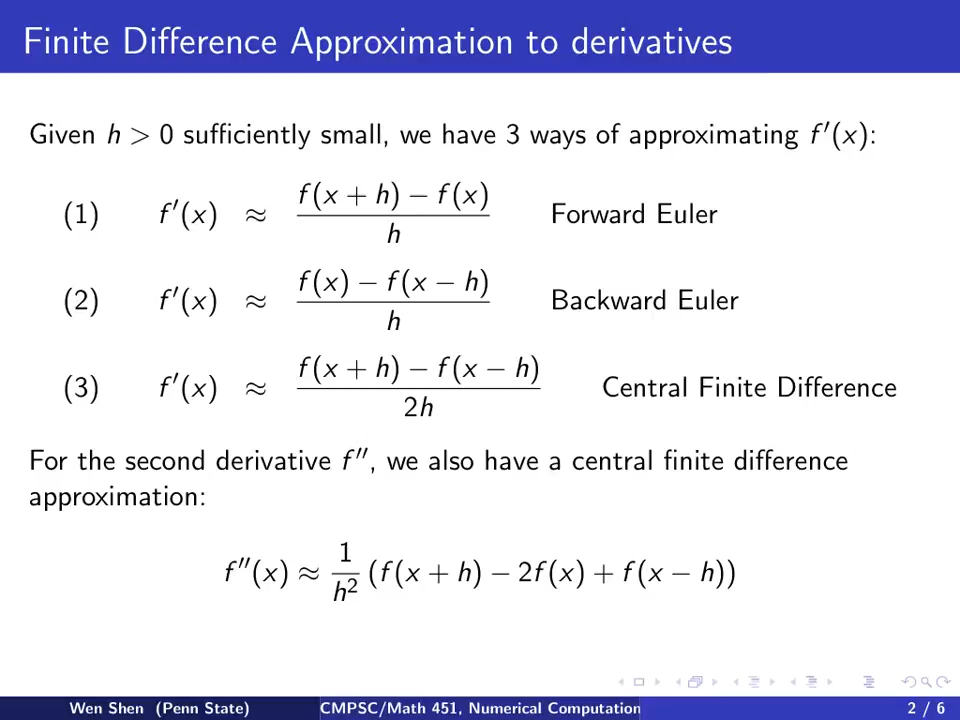 Finite Difference Approximation to derivatives
Given h > 0 sufficiently small, we have 3 ways of approximating f ′(x):
(1) f ′(x) ≈ (f(x + h) − f(x)) / h Forward Euler
(2) f ′(x) ≈ (f(x) − f(x − h)) / h Backward Euler
(3) f ′(x) ≈ (f(x + h) − f(x − h)) / 2h Central Finite Difference
For the second derivative f ′′, we also have a central finite difference
approximation:
f ′′(x) ≈ 1/h² (f(x + h) − 2f(x) + f(x − h))
Wen Shen (Penn State) CMPSC/Math 451, Numerical Computation 2 / 6